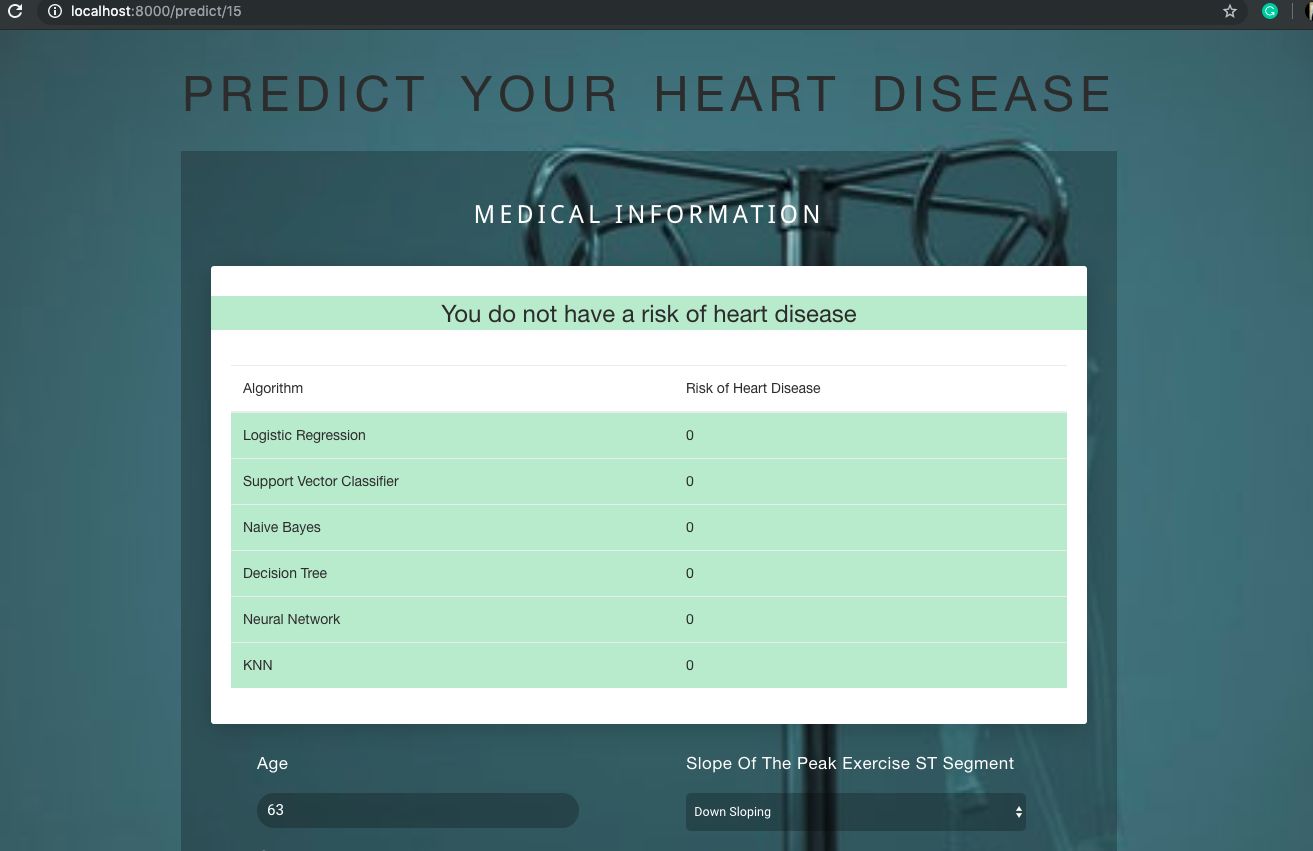 localhost:8000/predict/15
PREDICT YOUR HEART DISEASE
MEDICAL INFORMATION
You do not have a risk of heart disease
Algorithm Risk of Heart Disease
Logistic Regression 0
Support Vector Classifier 0
Naive Bayes 0
Decision Tree 0
Neural Network 0
KNN 0
Age Slope Of The Peak Exercise ST Segment
63 Down Sloping